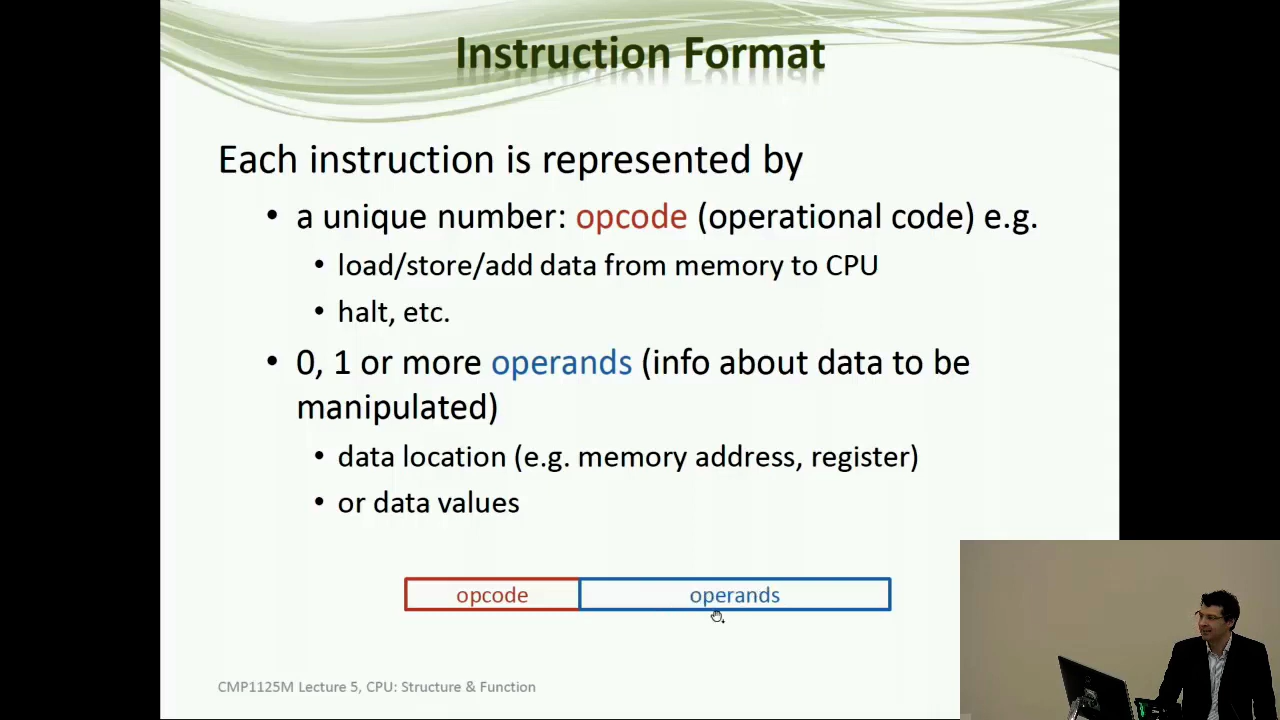 Instruction Format
Each instruction is represented by
• a unique number: opcode (operational code) e.g.
• load/store/add data from memory to CPU
• halt, etc.
• 0, 1 or more operands (info about data to be
manipulated)
• data location (e.g. memory address, register)
• or data values
opcode operands
CMP1125M Lecture 5, CPU: Structure & Function